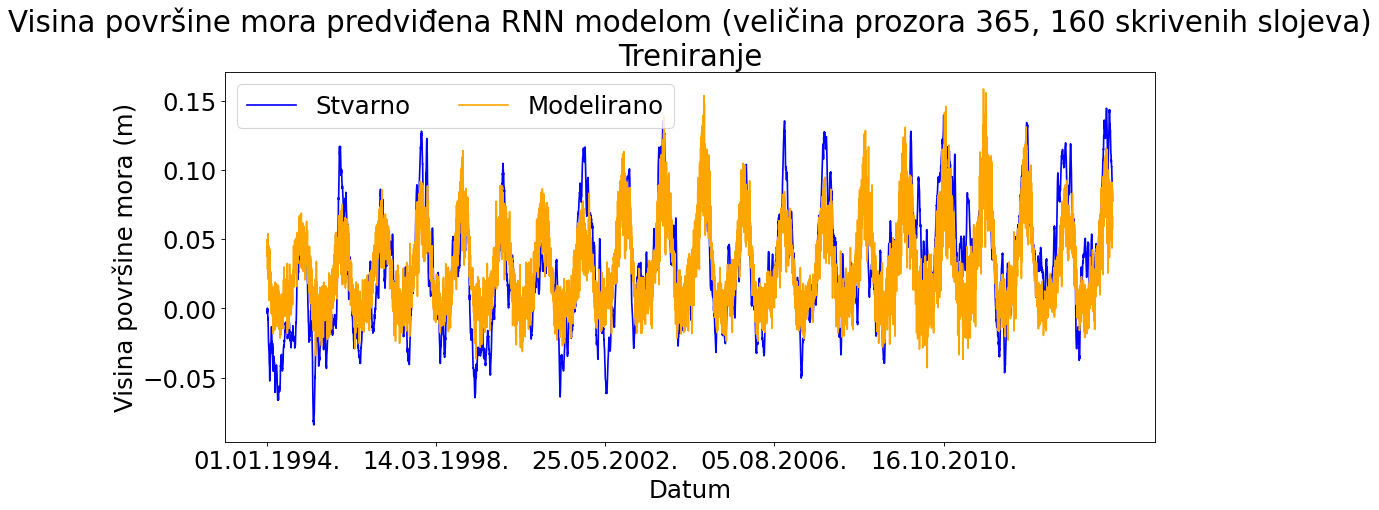 Visina površine mora predviđena RNN modelom (veličina prozora 365, 160 skrivenih slojeva)
Treniranje
Stvarno
Modelirano
Visina površine mora (m)
0.15
0.10
0.05
0.00
−0.05
01.01.1994.
14.03.1998.
25.05.2002.
05.08.2006.
16.10.2010.
Datum